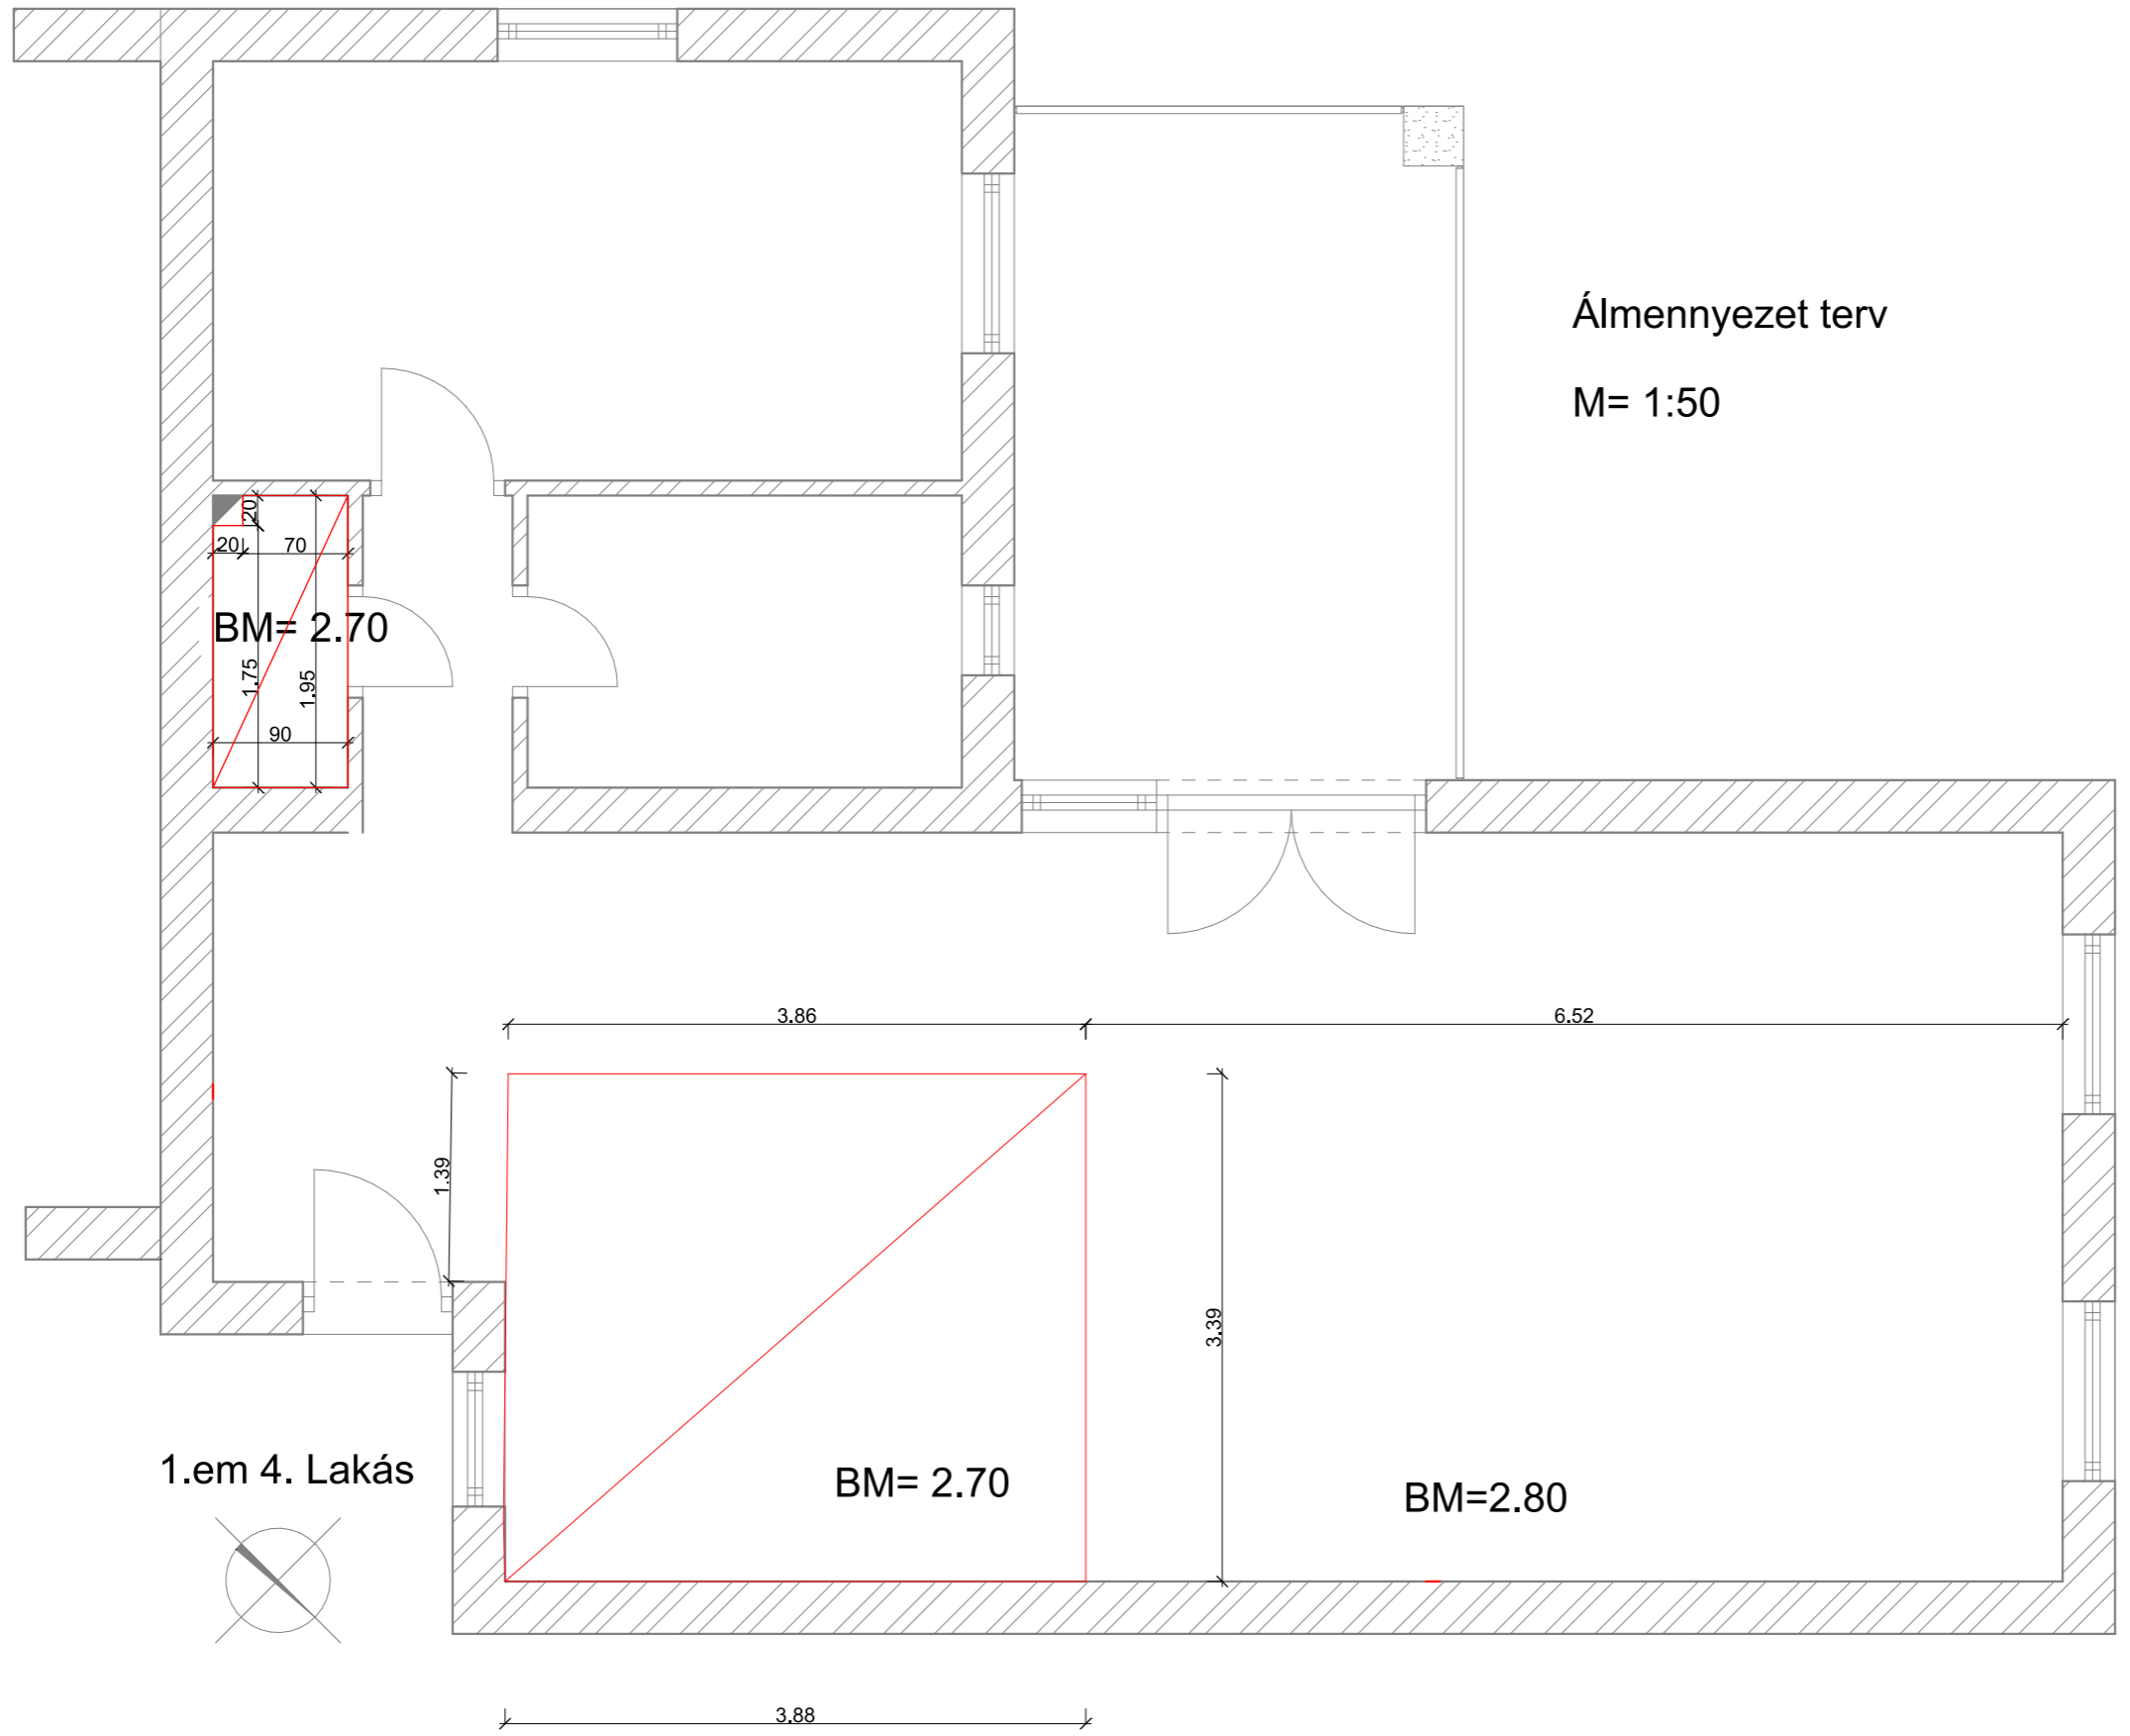 Álmennyezet terv
M= 1:50
20
20
70
BM= 2.70
1.75
1.95
90
3.86
6.52
1.39
3.39
1.em 4. Lakás
BM= 2.70
BM=2.80
3.88